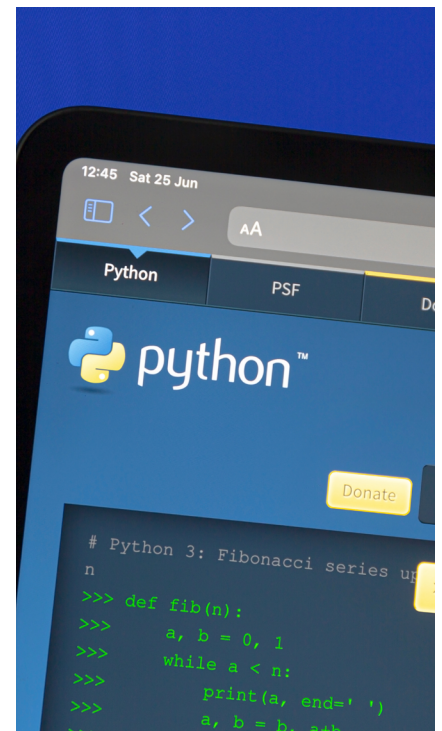 12:45 Sat 25 Jun
AA
Python PSF
python™
Donate
# Python 3: Fibonacci series
n
>>> def fib(n):
>>> a, b = 0, 1
>>> while a < n:
>>> print(a, end=' ')
>>> a, b = b,